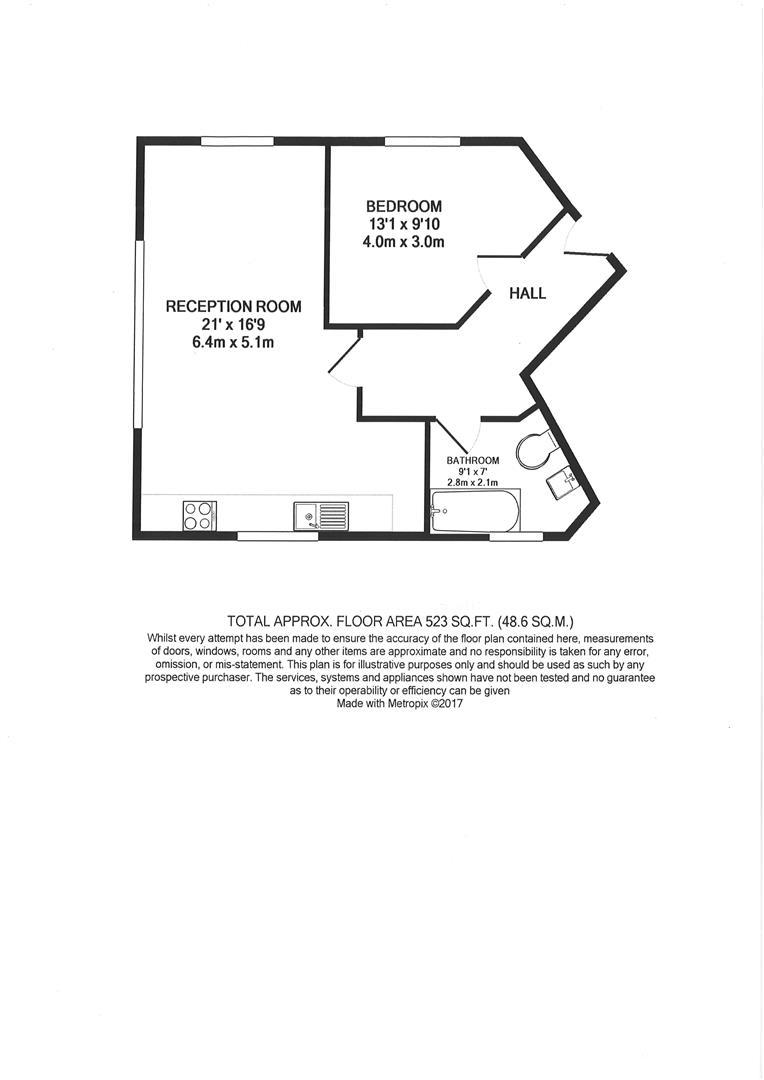 BEDROOM
13'1 x 9'10
4.0m x 3.0m
HALL
RECEPTION ROOM
21' x 16'9
6.4m x 5.1m
BATHROOM
9'1 x 7'
2.8m x 2.1m
TOTAL APPROX. FLOOR AREA 523 SQ.FT. (48.6 SQ.M.)
Whilst every attempt has been made to ensure the accuracy of the floor plan contained here, measurements
of doors, windows, rooms and any other items are approximate and no responsibility is taken for any error,
omission, or mis-statement. This plan is for illustrative purposes only and should be used as such by any
prospective purchaser. The services, systems and appliances shown have not been tested and no guarantee
as to their operability or efficiency can be given
Made with Metropix ©2017